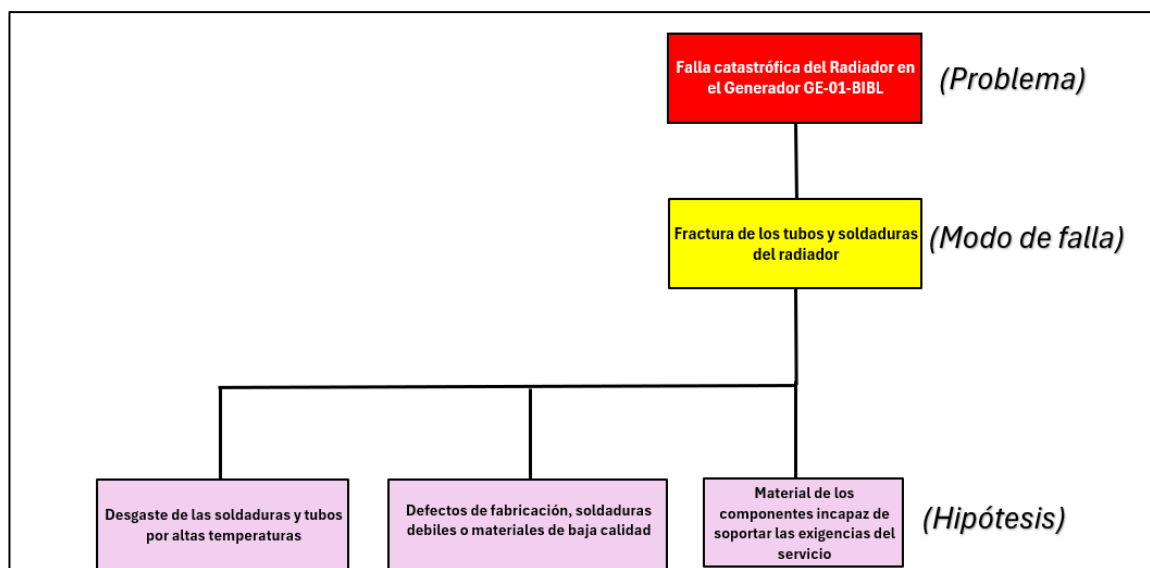 Falla catastrófica del Radiador en
el Generador GE-01-BIBL
(Problema)
Fractura de los tubos y soldaduras
del radiador
(Modo de falla)
Desgaste de las soldaduras y tubos
por altas temperaturas
Defectos de fabricación, soldaduras
debiles o materiales de baja calidad
Material de los
componentes incapaz de
soportar las exigencias del
servicio
(Hipótesis)